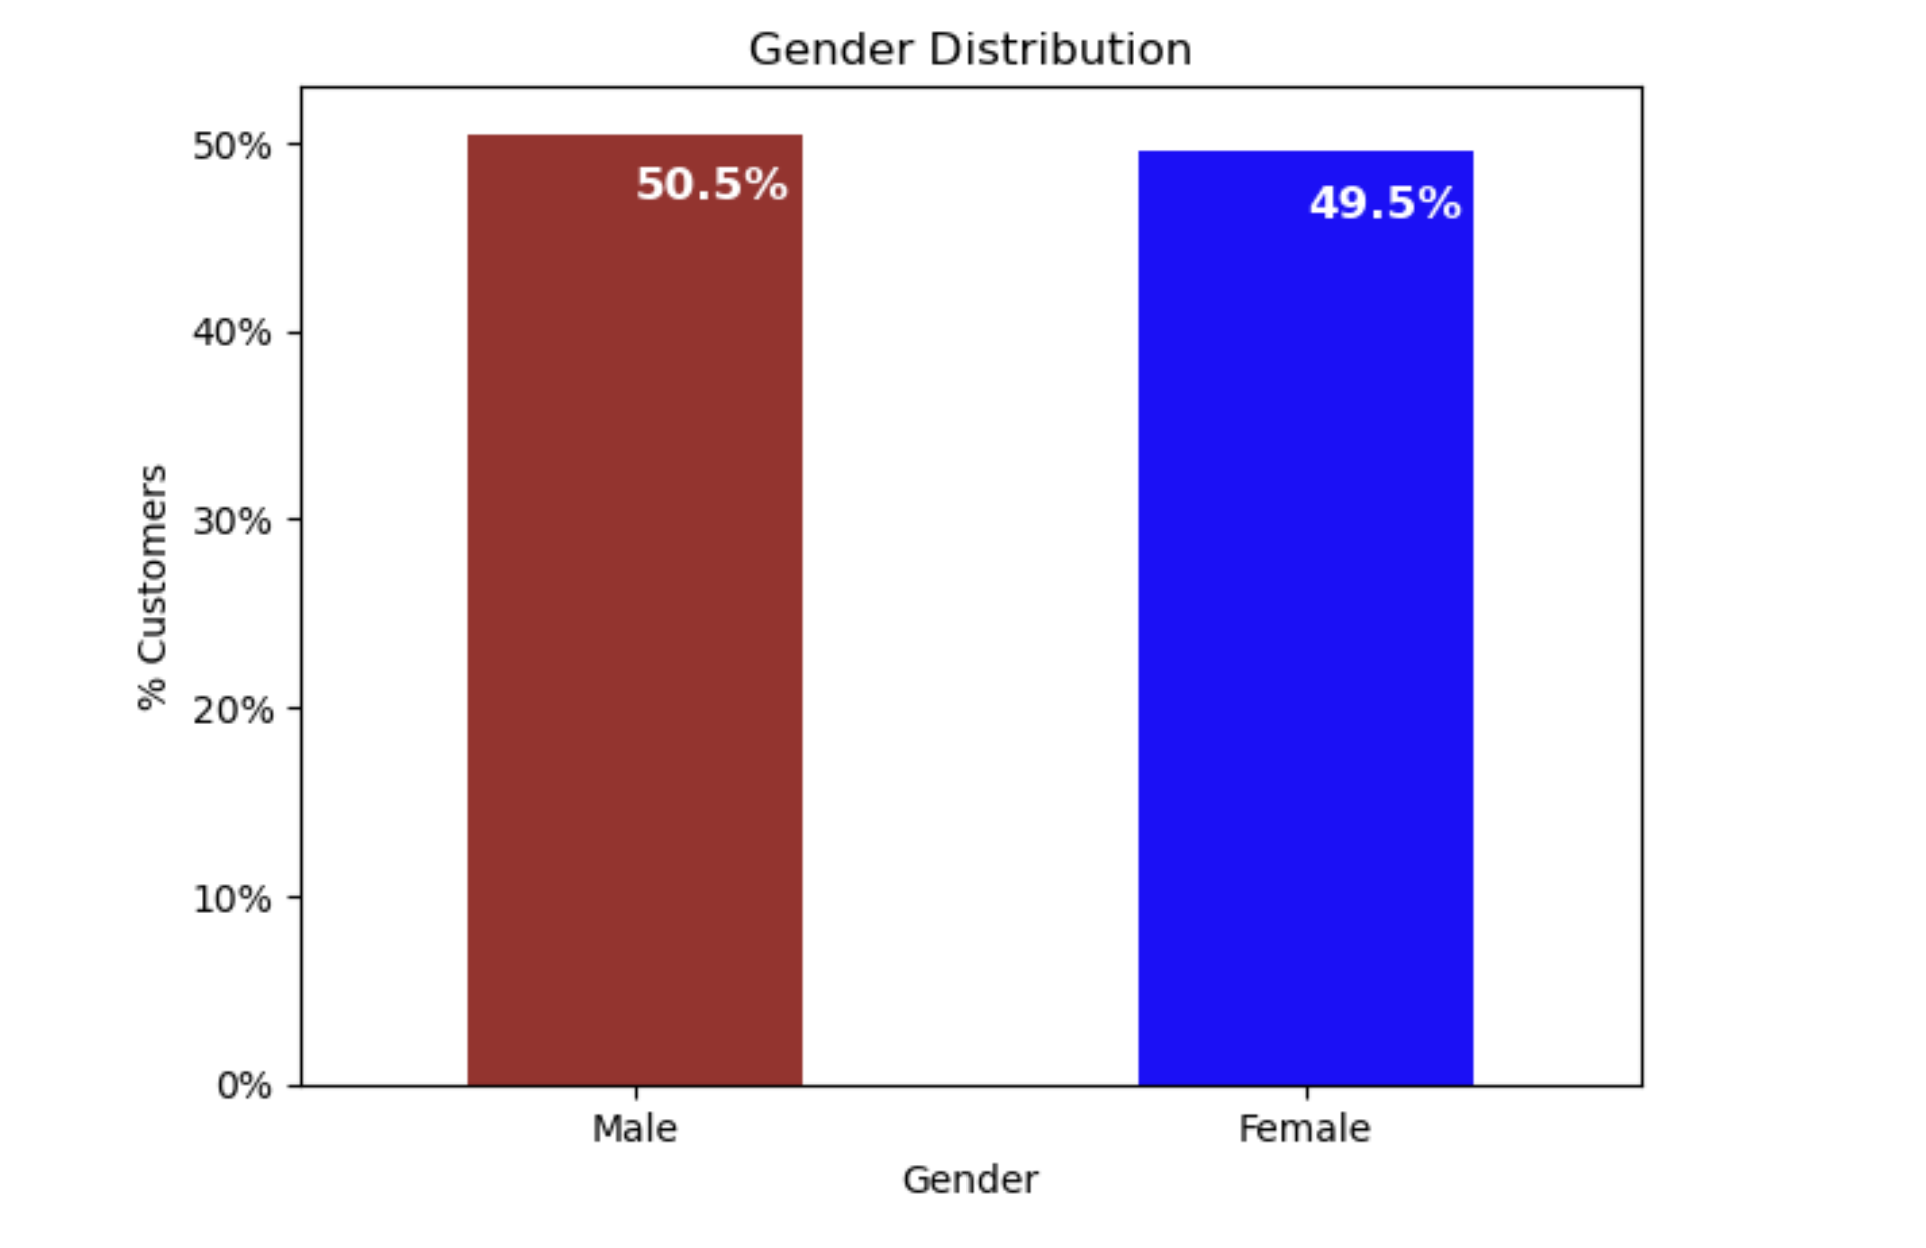 Gender Distribution
50%
40%
30%
20%
10%
0%
% Customers
50.5%
49.5%
Male
Female
Gender